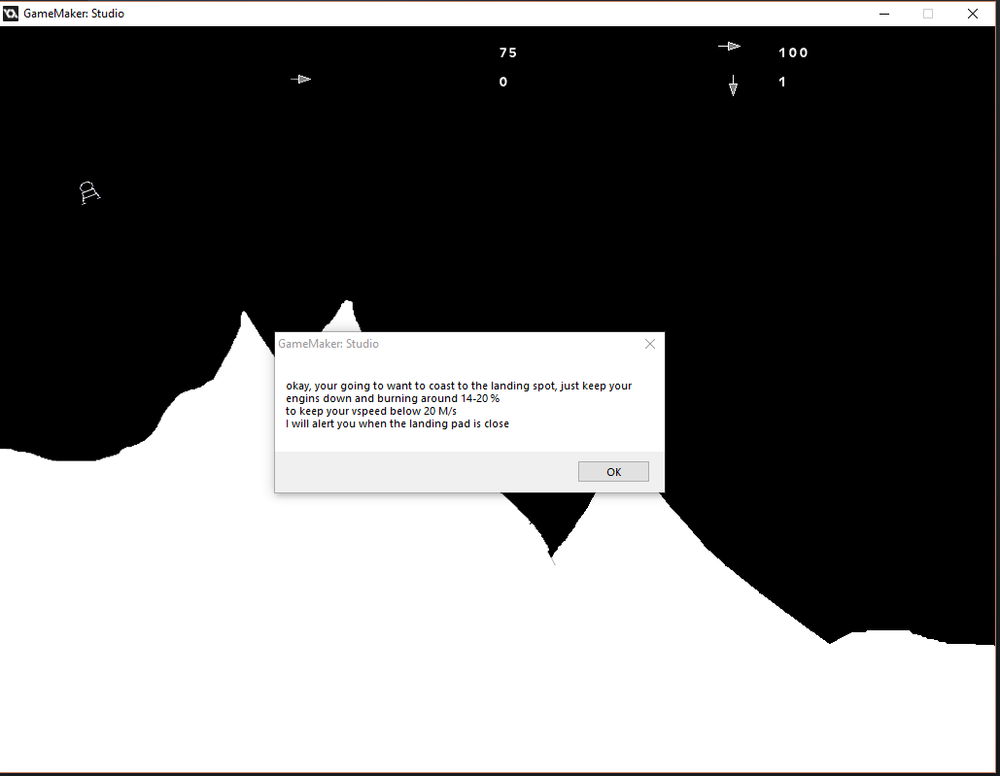 GameMaker: Studio
75
100
0
1
GameMaker: Studio
okay, your going to want to coast to the landing spot, just keep your
engins down and burning around 14-20 %
to keep your vspeed below 20 M/s
I will alert you when the landing pad is close
OK